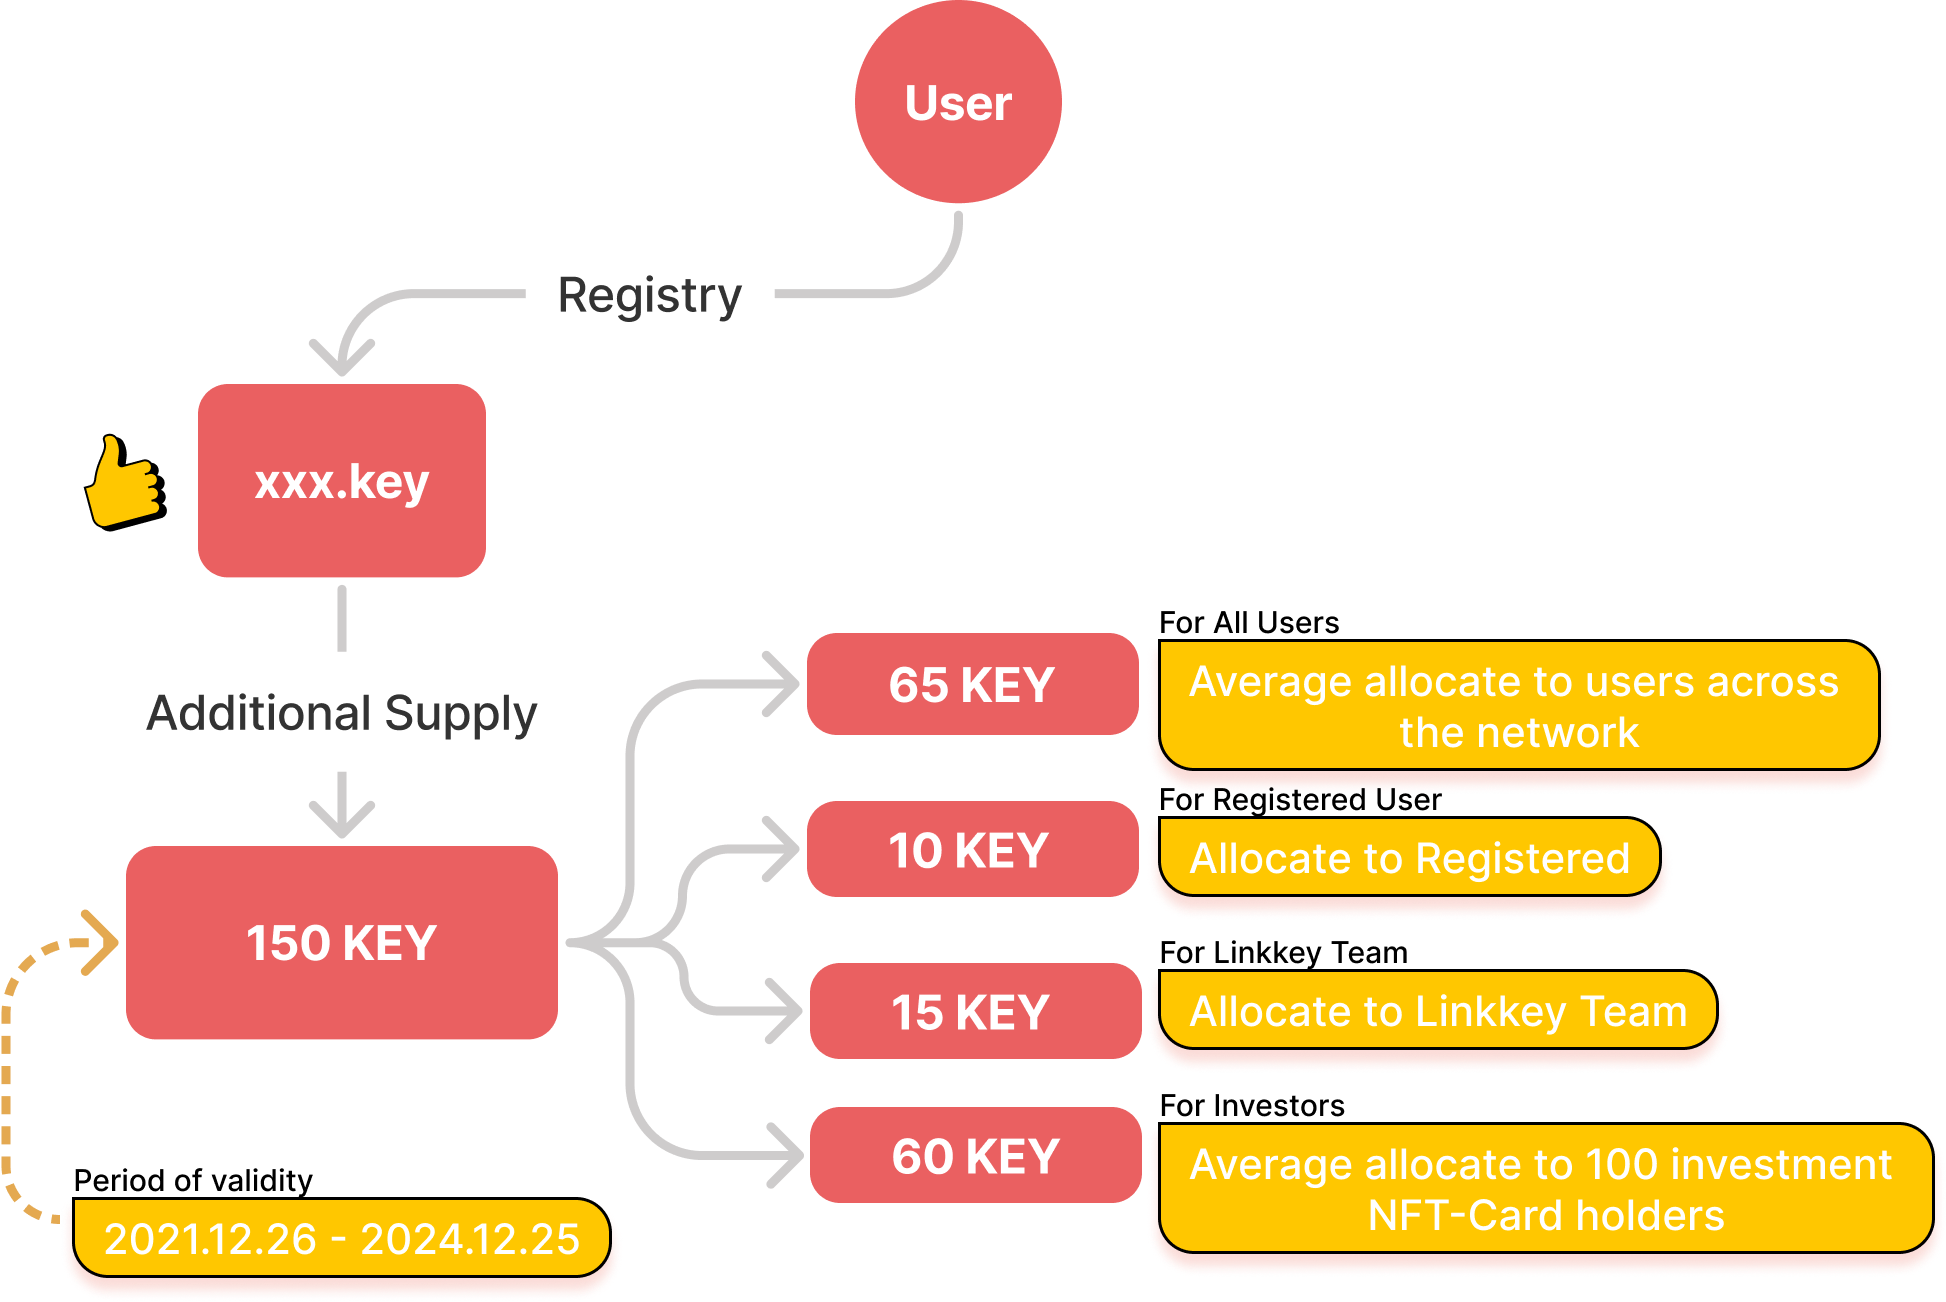 User
Registry
xxx.key
Additional Supply
150 KEY
Period of validity
2021.12.26 - 2024.12.25
65 KEY
For All Users
Average allocate to users across
the network
10 KEY
For Registered User
Allocate to Registered
15 KEY
For Linkkey Team
Allocate to Linkkey Team
60 KEY
For Investors
Average allocate to 100 investment
NFT-Card holders